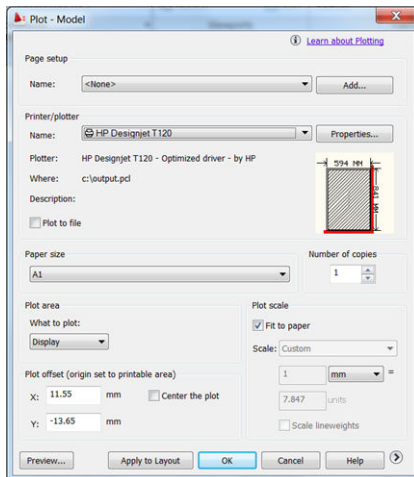 Plot - Model
Learn about Plotting
Page setup
Name: <None> Add...
Printer/plotter
Name: HP Designjet T120 Properties...
Plotter: HP Designjet T120 - Optimized driver - by HP
Where: c:\output.pcl
Description:
Plot to file
594 MM
841 MM
Paper size
A1
Number of copies
1
Plot area
What to plot:
Display
Plot scale
Fit to paper
Scale: Custom
1 mm =
7.847 units
Scale lineweights
Plot offset (origin set to printable area)
X: 11.55 mm Center the plot
Y: -13.65 mm
Preview... Apply to Layout OK Cancel Help